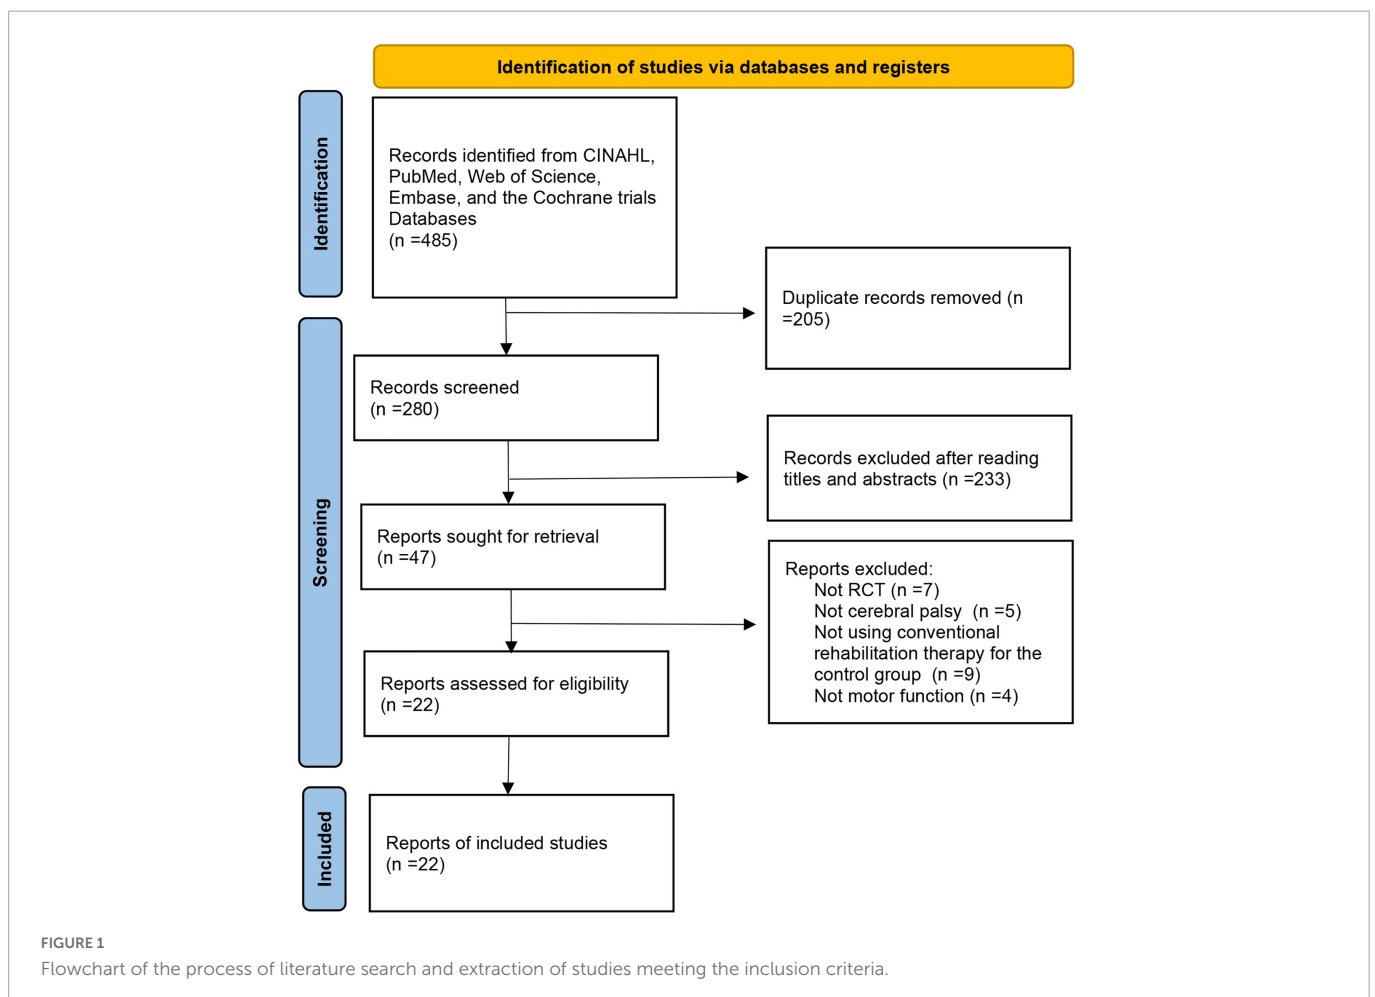 Identification of studies via databases and registers
Identification
Records identified from CINAHL,
PubMed, Web of Science,
Embase, and the Cochrane trials
Databases
(n =485)
Duplicate records removed (n
=205)
Screening
Records screened
(n =280)
Records excluded after reading
titles and abstracts (n =233)
Reports sought for retrieval
(n =47)
Reports excluded:
Not RCT (n =7)
Not cerebral palsy  (n =5)
Not using conventional
rehabilitation therapy for the
control group  (n =9)
Not motor function (n =4)
Reports assessed for eligibility
(n =22)
Included
Reports of included studies
(n =22)
FIGURE 1
Flowchart of the process of literature search and extraction of studies meeting the inclusion criteria.